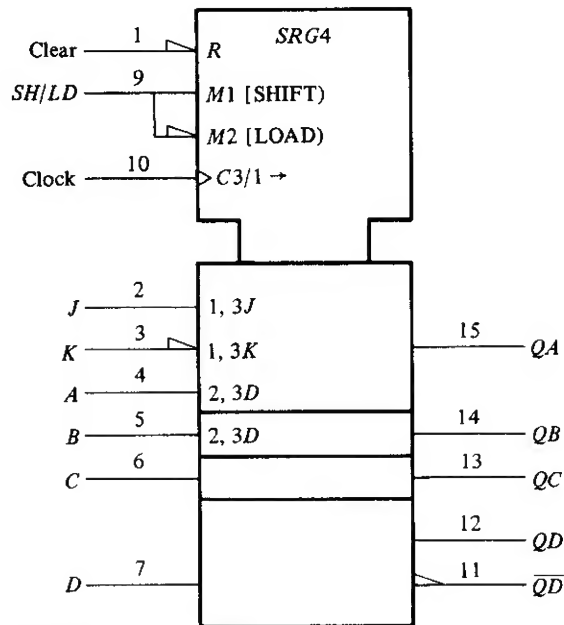 SRG4
Clear 1 R
SH/LD 9 M1 [SHIFT)
M2 [LOAD)
Clock 10 C3/1 →
J 2 1, 3J
K 3 1, 3K 15 QA
A 4 2, 3D
B 5 2, 3D 14 QB
C 6 13 QC
12 QD
D 7 11 Q̅D̅